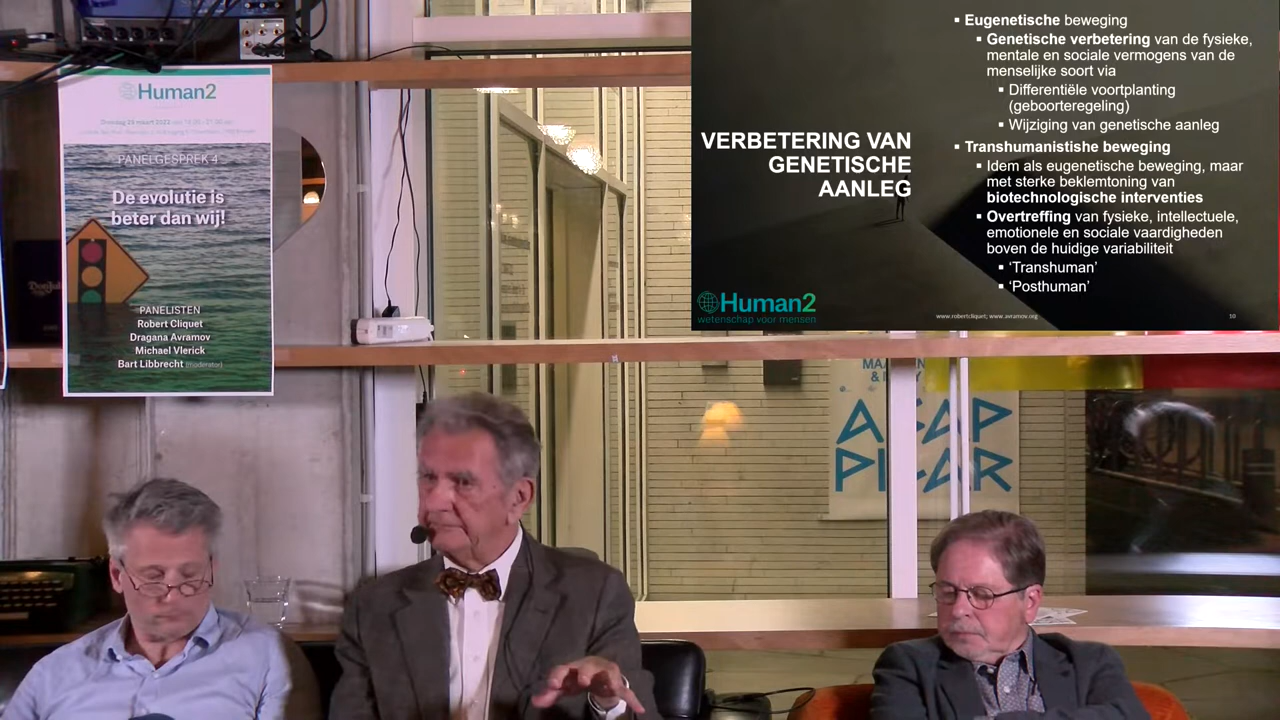 Human2
PANELGESPREK 4
De evolutie is
beter dan wij!
PANELISTEN
Robert Cliquet
Dragana Avramov
Michael Vlerick
Bart Libbrecht (moderator)
VERBETERING VAN
GENETISCHE
AANLEG
▪ Eugenetische beweging
▪ Genetische verbetering van de fysieke,
mentale en sociale vermogens van de
menselijke soort via
▪ Differentiële voortplanting
(geboorteregeling)
▪ Wijziging van genetische aanleg
▪ Transhumanistishe beweging
▪ Idem als eugenetische beweging, maar
met sterke beklemtoning van
biotechnologische interventies
▪ Overtreffing van fysieke, intellectuele,
emotionele en sociale vaardigheden
boven de huidige variabiliteit
▪ ‘Transhuman’
▪ ‘Posthuman’
Human2
wetenschap voor mensen
www.robertcliquet; www.avramov.org
10